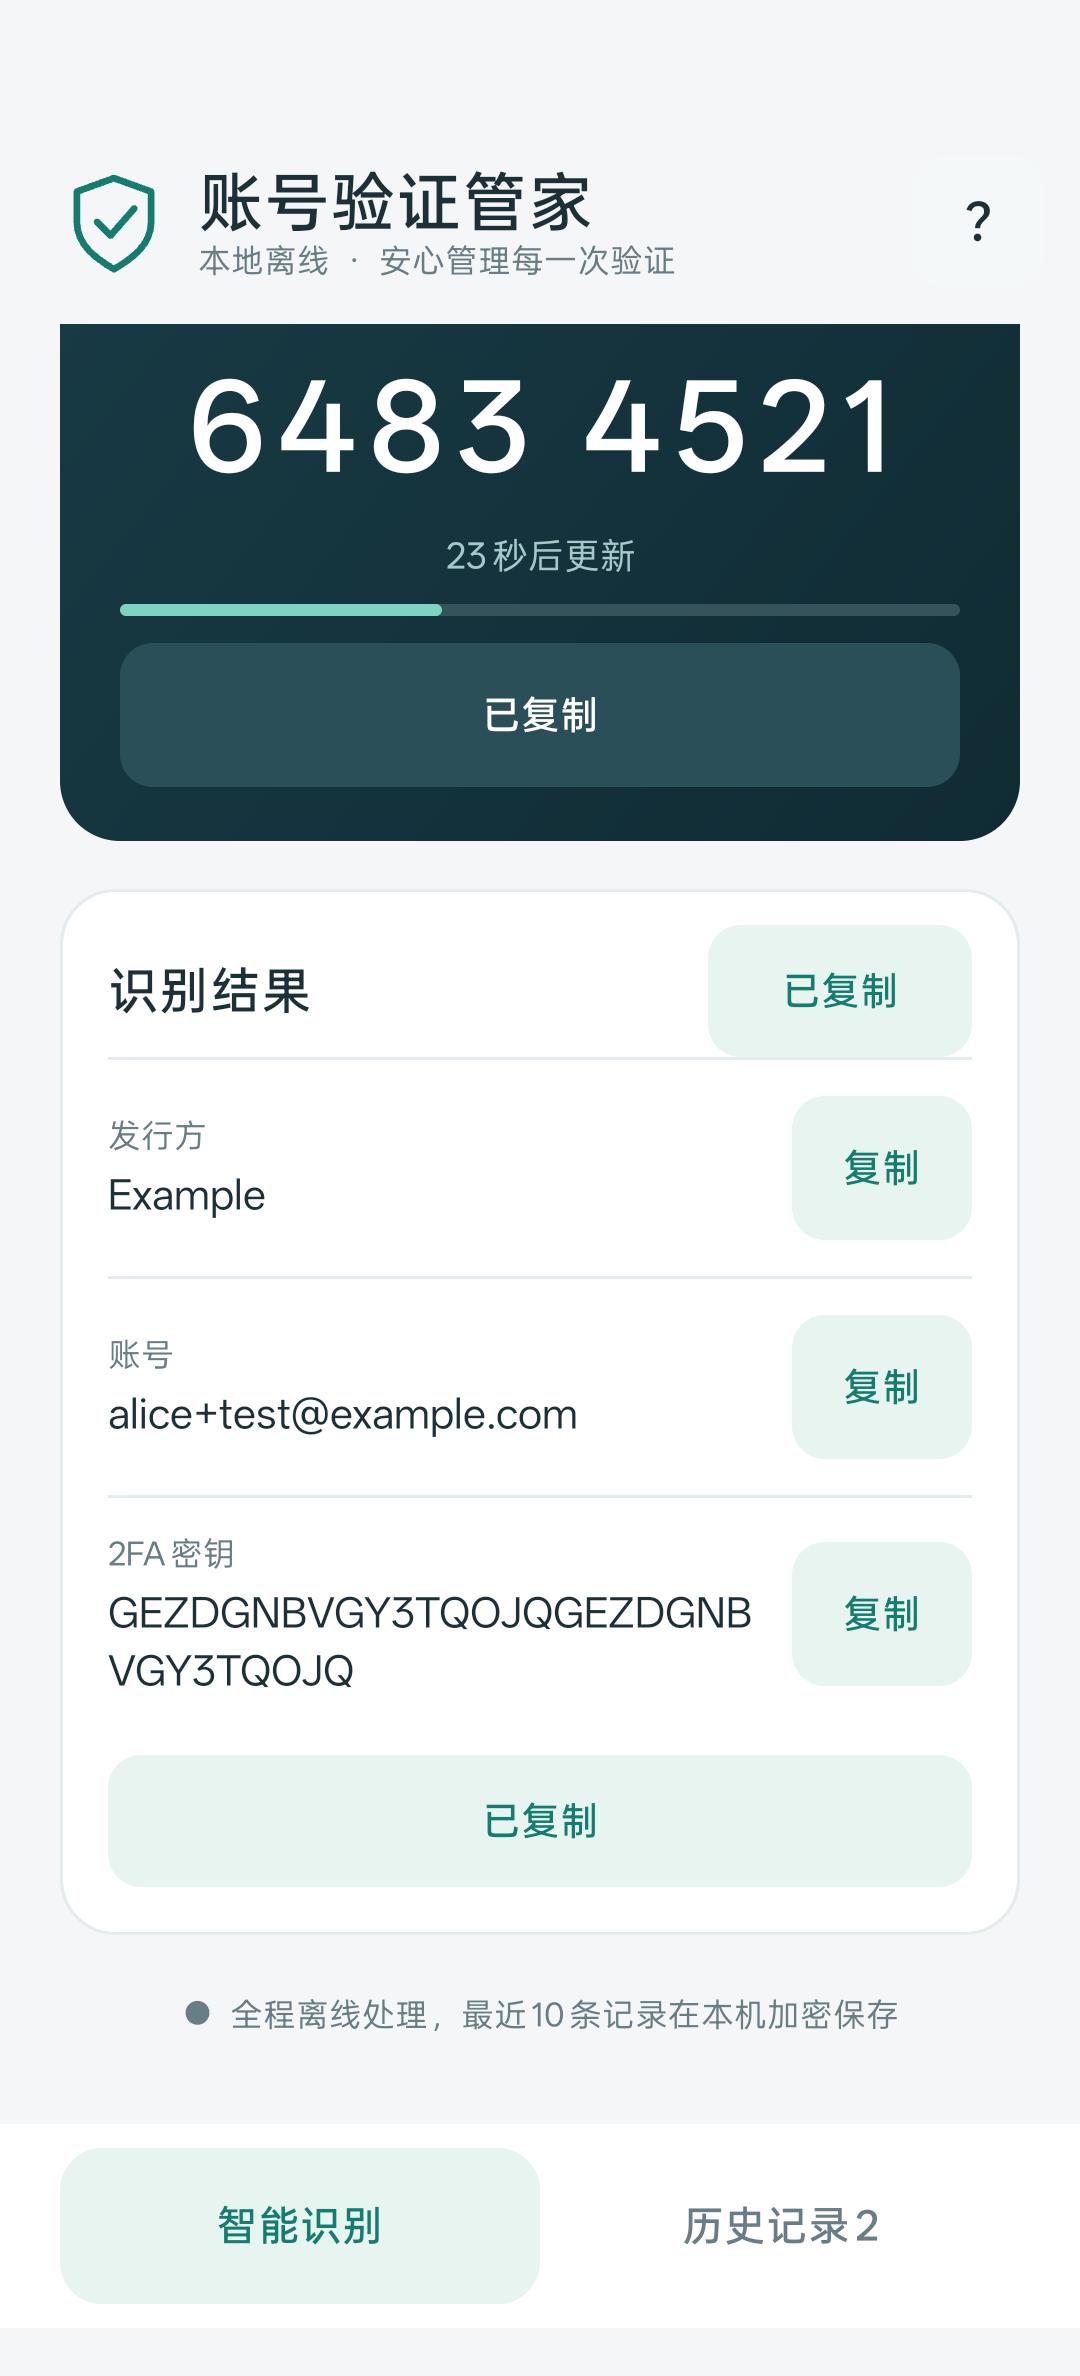 账号验证管家
本地离线 · 安心管理每一次验证
?
6483 4521
23 秒后更新
已复制
识别结果
已复制
发行方
Example
复制
账号
alice+test@example.com
复制
2FA 密钥
GEZDGNBVGY3TQOJQGEZDGNB
VGY3TQOJQ
复制
已复制
全程离线处理，最近10条记录在本机加密保存
智能识别
历史记录 2